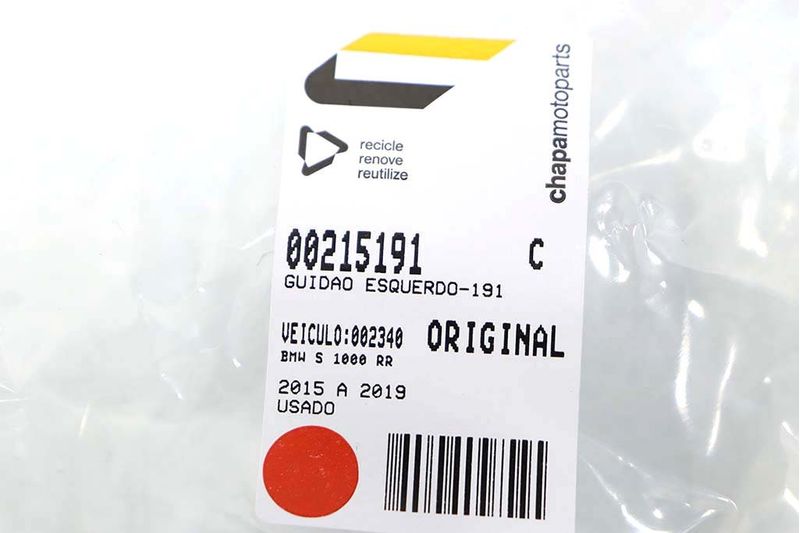 chapamotoparts
recicle
renove
reutilize
00215191 C
GUIDAO ESQUERDO-191
VEICULO:002340 ORIGINAL
BMW S 1000 RR
2015 A 2019
USADO